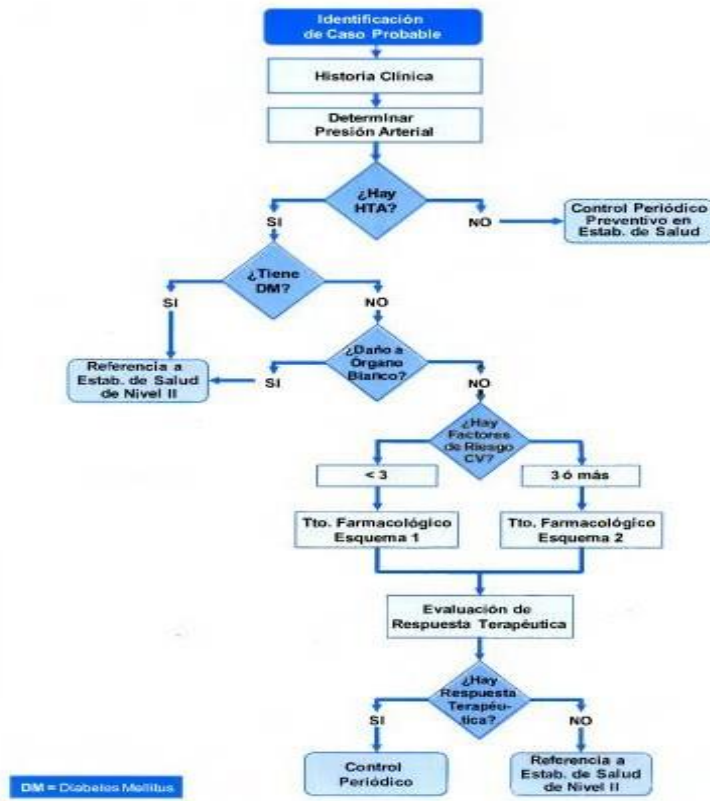 Identificación
de Caso Probable
Historia Clínica
Determinar
Presión Arterial
¿Hay
HTA?
SI
NO
Control Periódico
Preventivo en
Estab. de Salud
¿Tiene
DM?
SI
NO
¿Daño a
Órgano
Blanco?
Referencia a
Estab. de Salud
de Nivel II
SI
NO
¿Hay
Factores
de Riesgo
CV?
< 3
3 ó más
Tto. Farmacológico
Esquema 1
Tto. Farmacológico
Esquema 2
Evaluación de
Respuesta Terapéutica
¿Hay
Respuesta
Terapéu-
tica?
SI
NO
Control
Periódico
Referencia a
Estab. de Salud
de Nivel II
DM = Diabetes Mellitus